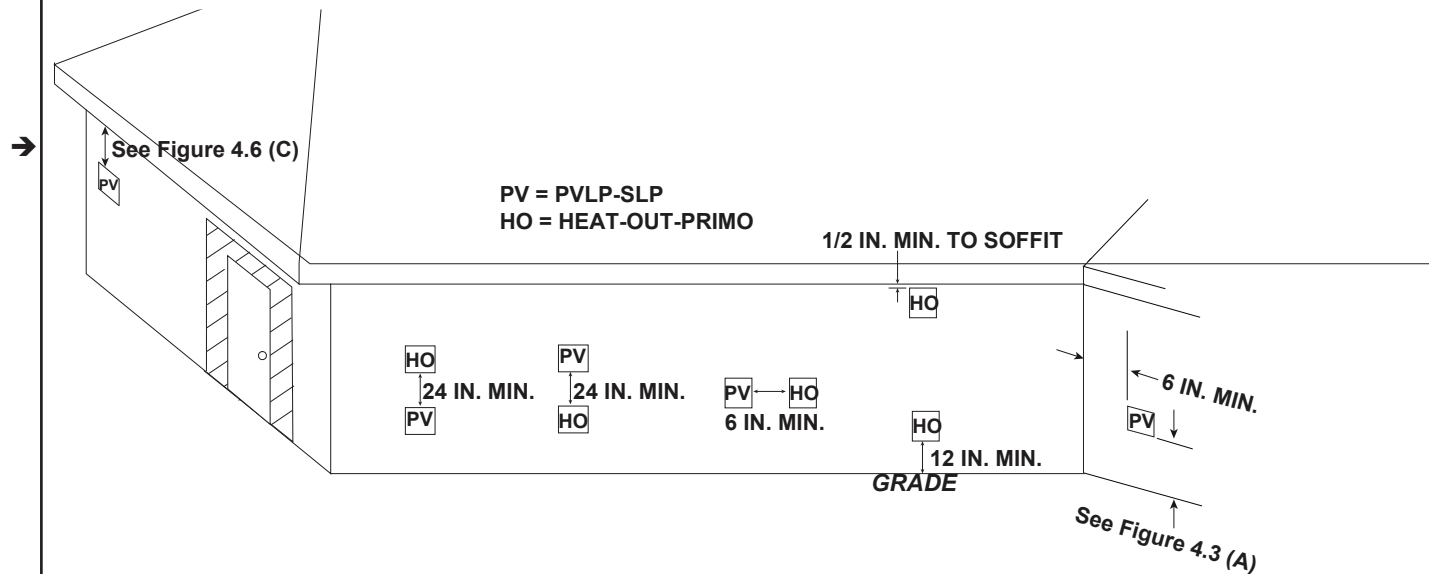 See Figure 4.6 (C)
PV
PV = PVLP-SLP
HO = HEAT-OUT-PRIMO
1/2 IN. MIN. TO SOFFIT
HO
HO
24 IN. MIN.
PV
PV
24 IN. MIN.
HO
PV
HO
6 IN. MIN.
HO
12 IN. MIN.
GRADE
6 IN. MIN.
PV
See Figure 4.3 (A)